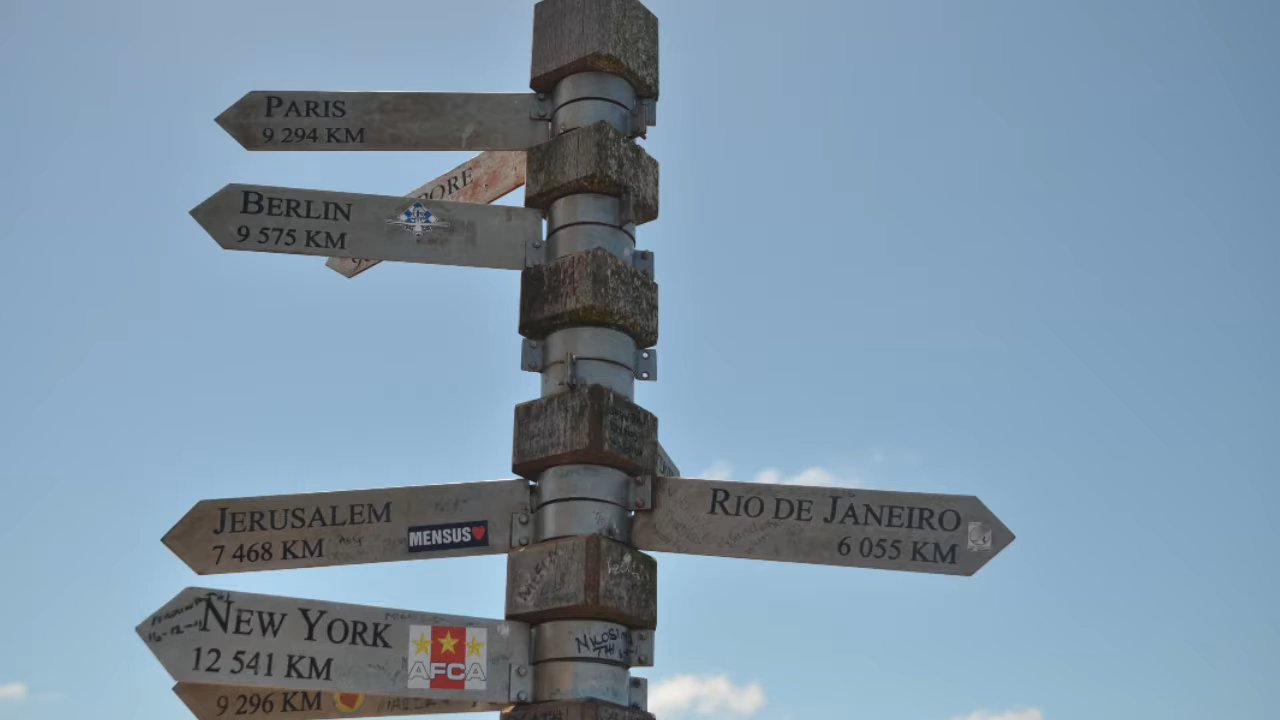 PARIS
9 294 KM
PORE
BERLIN
9 575 KM
JERUSALEM
7 468 KM
MENSUS
RIO DE JANEIRO
6 055 KM
NEW YORK
12 541 KM
AFCA
9 296 KM